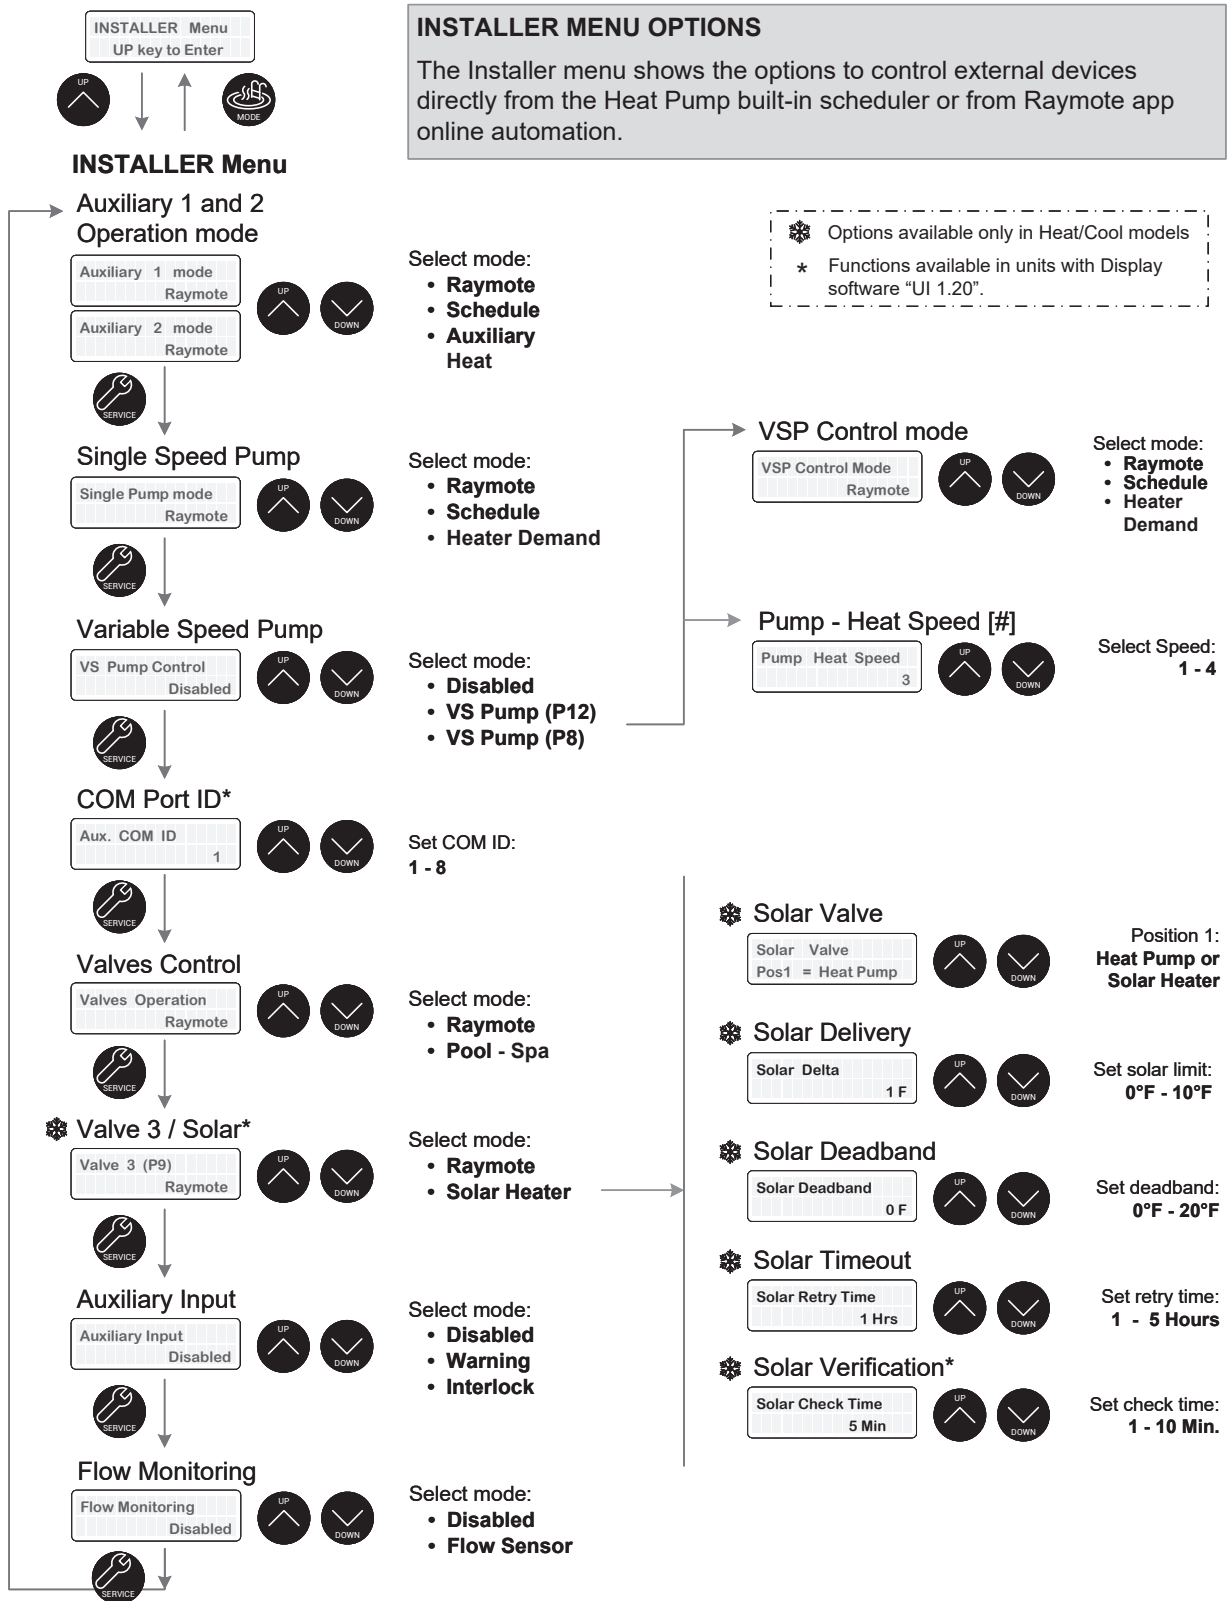 INSTALLER Menu
UP key to Enter
UP
MODE
INSTALLER MENU OPTIONS
The Installer menu shows the options to control external devices
directly from the Heat Pump built-in scheduler or from Raymote app
online automation.
INSTALLER Menu
❄ Options available only in Heat/Cool models
* Functions available in units with Display
software “UI 1.20”.
Auxiliary 1 and 2
Operation mode
Auxiliary 1 mode
Raymote
Auxiliary 2 mode
Raymote
UP
DOWN
Select mode:
• Raymote
• Schedule
• Auxiliary
Heat
SERVICE
Single Speed Pump
Single Pump mode
Raymote
UP
DOWN
Select mode:
• Raymote
• Schedule
• Heater Demand
SERVICE
Variable Speed Pump
VS Pump Control
Disabled
UP
DOWN
Select mode:
• Disabled
• VS Pump (P12)
• VS Pump (P8)
VSP Control mode
VSP Control Mode
Raymote
UP
DOWN
Select mode:
• Raymote
• Schedule
• Heater
Demand
Pump - Heat Speed [#]
Pump Heat Speed
3
UP
DOWN
Select Speed:
1 - 4
SERVICE
COM Port ID*
Aux. COM ID
1
UP
DOWN
Set COM ID:
1 - 8
SERVICE
Valves Control
Valves Operation
Raymote
UP
DOWN
Select mode:
• Raymote
• Pool - Spa
SERVICE
❄ Valve 3 / Solar*
Valve 3 (P9)
Raymote
UP
DOWN
Select mode:
• Raymote
• Solar Heater
❄ Solar Valve
Solar Valve
Pos1 = Heat Pump
UP
DOWN
Position 1:
Heat Pump or
Solar Heater
❄ Solar Delivery
Solar Delta
1 F
UP
DOWN
Set solar limit:
0°F - 10°F
❄ Solar Deadband
Solar Deadband
0 F
UP
DOWN
Set deadband:
0°F - 20°F
❄ Solar Timeout
Solar Retry Time
1 Hrs
UP
DOWN
Set retry time:
1 - 5 Hours
❄ Solar Verification*
Solar Check Time
5 Min
UP
DOWN
Set check time:
1 - 10 Min.
SERVICE
Auxiliary Input
Auxiliary Input
Disabled
UP
DOWN
Select mode:
• Disabled
• Warning
• Interlock
SERVICE
Flow Monitoring
Flow Monitoring
Disabled
UP
DOWN
Select mode:
• Disabled
• Flow Sensor
SERVICE